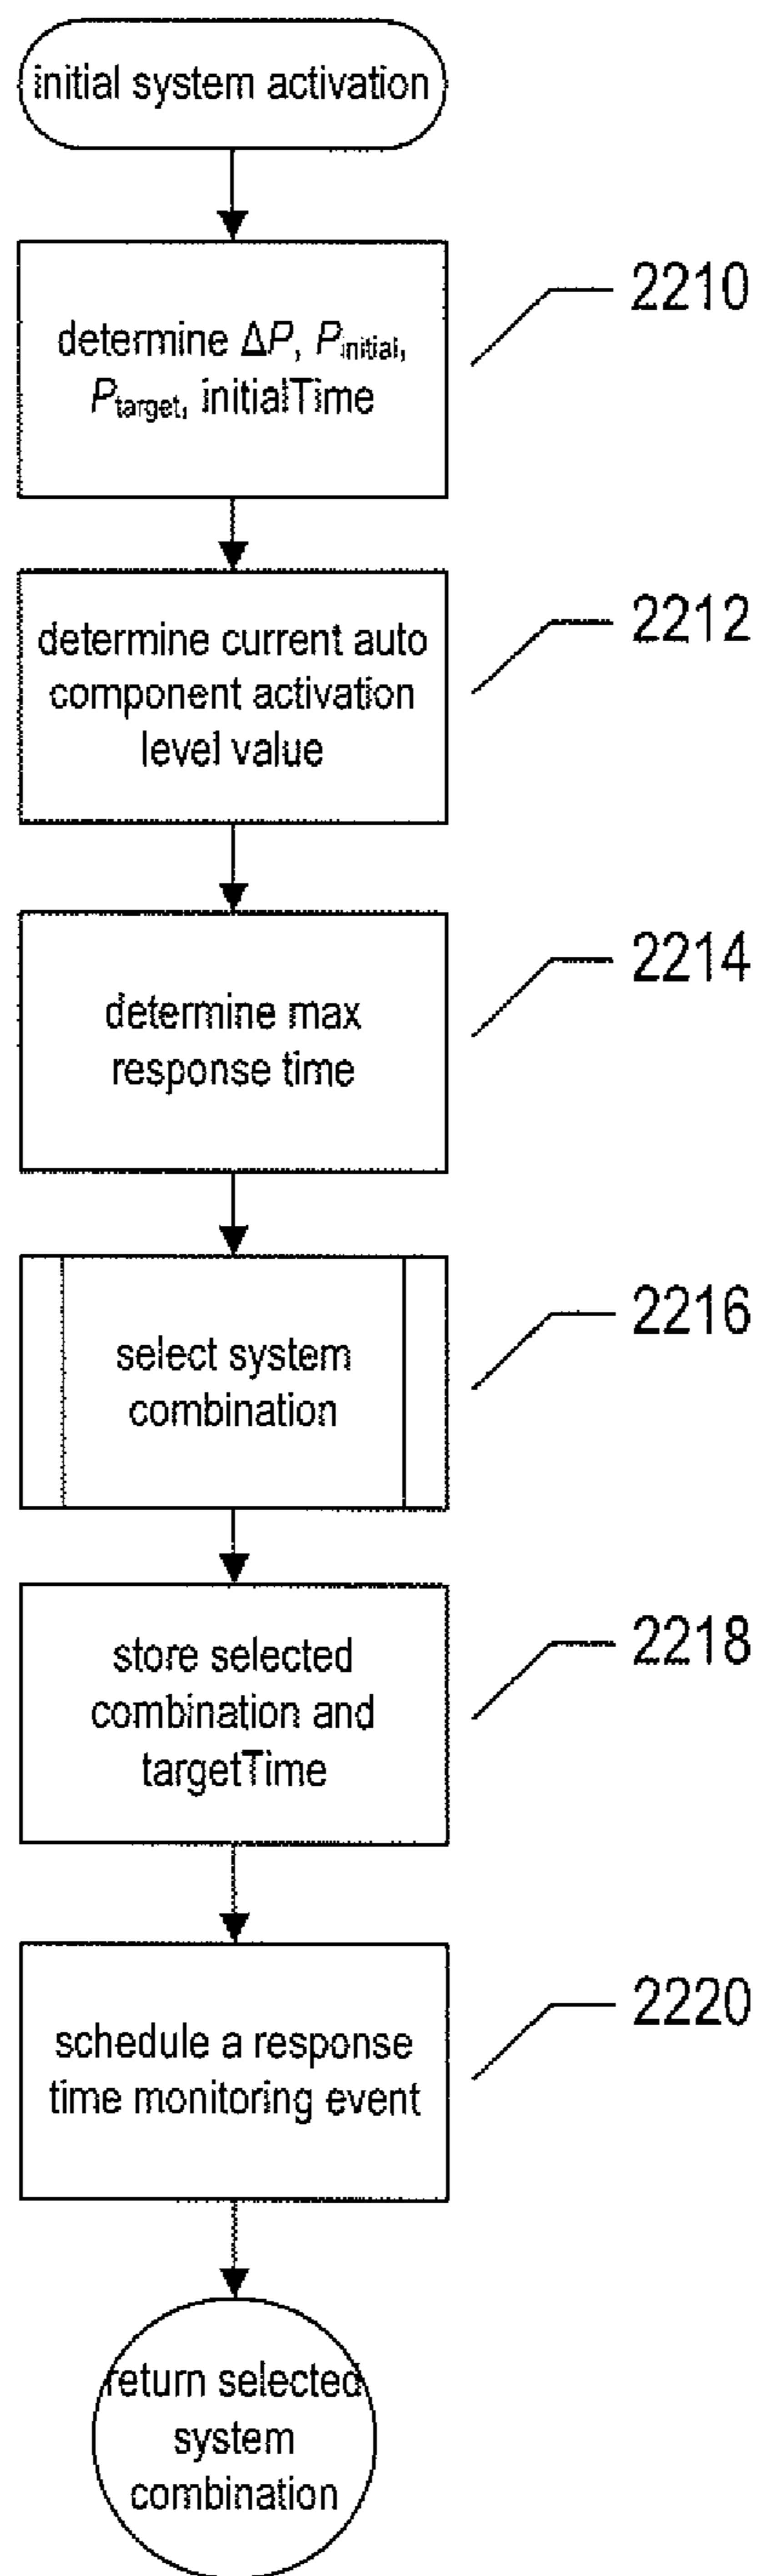 initial system activation
determine ΔP, Pinitial,
Ptarget, initialTime
2210
determine current auto
component activation
level value
2212
determine max
response time
2214
select system
combination
2216
store selected
combination and
targetTime
2218
schedule a response
time monitoring event
2220
return selected
system
combination